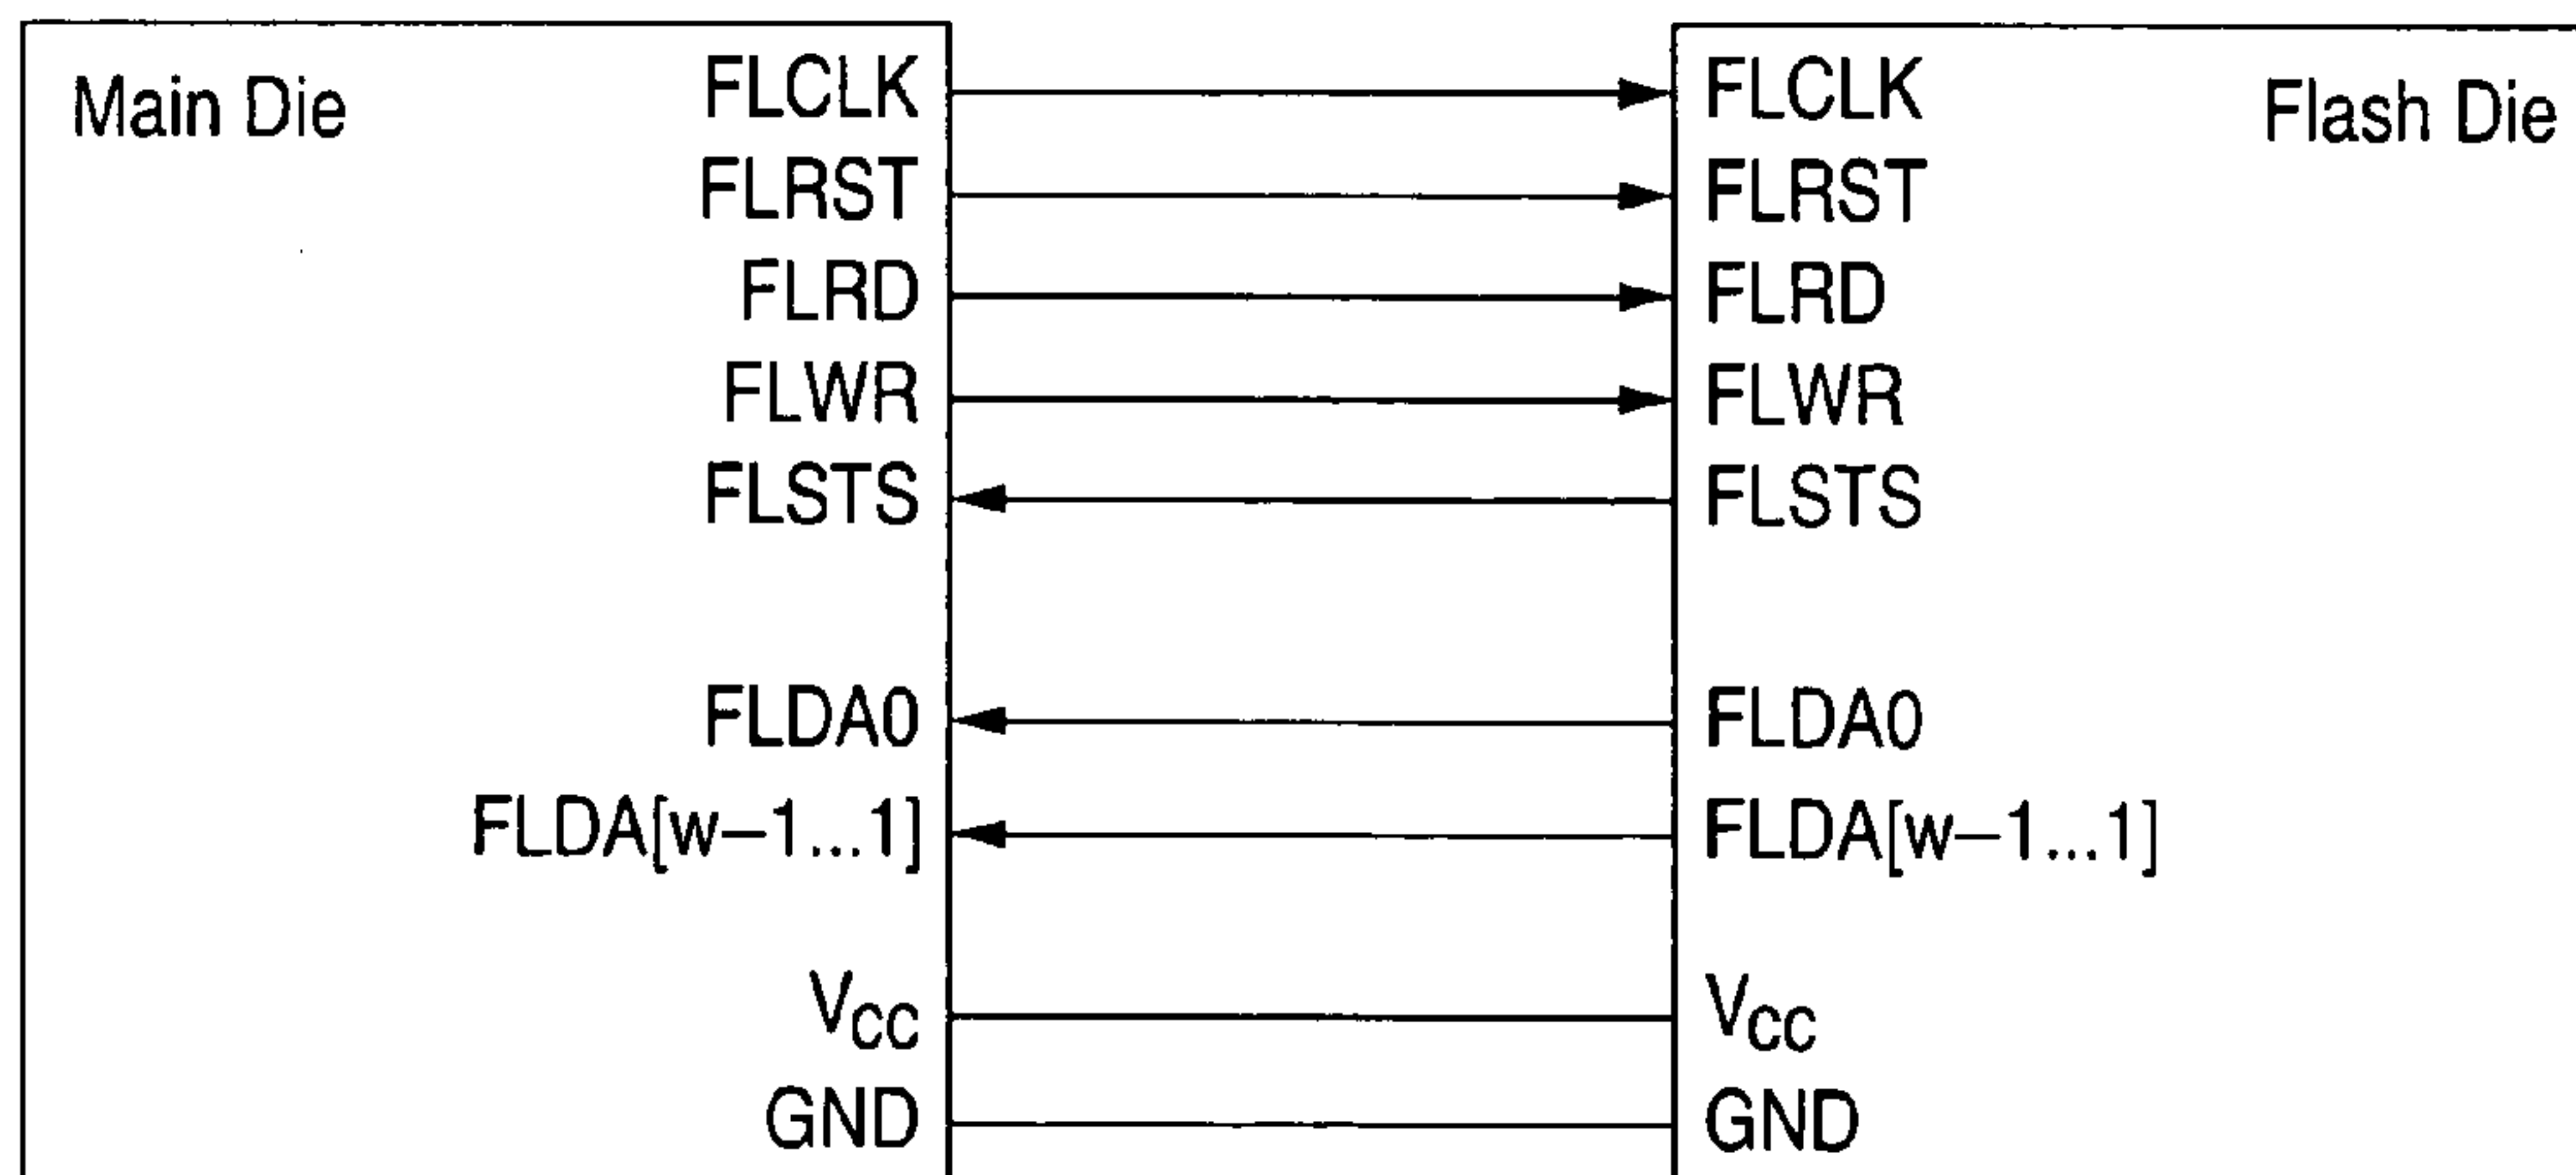 Main Die
FLCLK
FLRST
FLRD
FLWR
FLSTS
FLDA0
FLDA[w–1...1]
VCC
GND
Flash Die
FLCLK
FLRST
FLRD
FLWR
FLSTS
FLDA0
FLDA[w–1...1]
VCC
GND